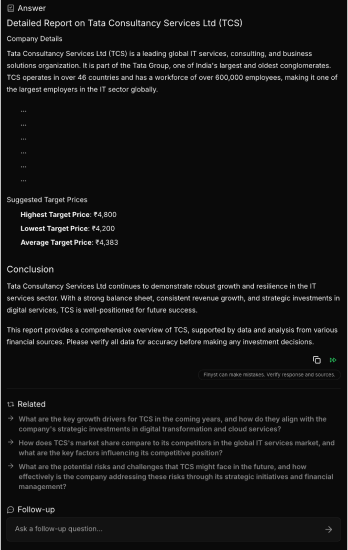 Answer
Detailed Report on Tata Consultancy Services Ltd (TCS)
Company Details
Tata Consultancy Services Ltd (TCS) is a leading global IT services, consulting, and business
solutions organization. It is part of the Tata Group, one of India's largest and oldest conglomerates.
TCS operates in over 46 countries and has a workforce of over 600,000 employees, making it one of
the largest employers in the IT sector globally.
...
...
...
...
...
...
Suggested Target Prices
Highest Target Price: ₹4,800
Lowest Target Price: ₹4,200
Average Target Price: ₹4,383
Conclusion
Tata Consultancy Services Ltd (TCS) continues to demonstrate robust growth and resilience in the IT
services sector. With a strong balance sheet, consistent revenue growth, and strategic investments in
digital services, TCS is well-positioned for future success.
This report provides a comprehensive overview of TCS, supported by data and analysis from various
financial sources. Please verify all data for accuracy before making any investment decisions.
Finyst can make mistakes. Verify response and sources.
Related
What are the key growth drivers for TCS in the coming years, and how do they align with the
company's strategic investments in digital transformation and cloud services?
How does TCS's market share compare to its competitors in the global IT services market, and
what are the key factors influencing its competitive position?
What are the potential risks and challenges that TCS might face in the future, and how
effectively is the company addressing these risks through its strategic initiatives and financial
management?
Follow-up
Ask a follow-up question...